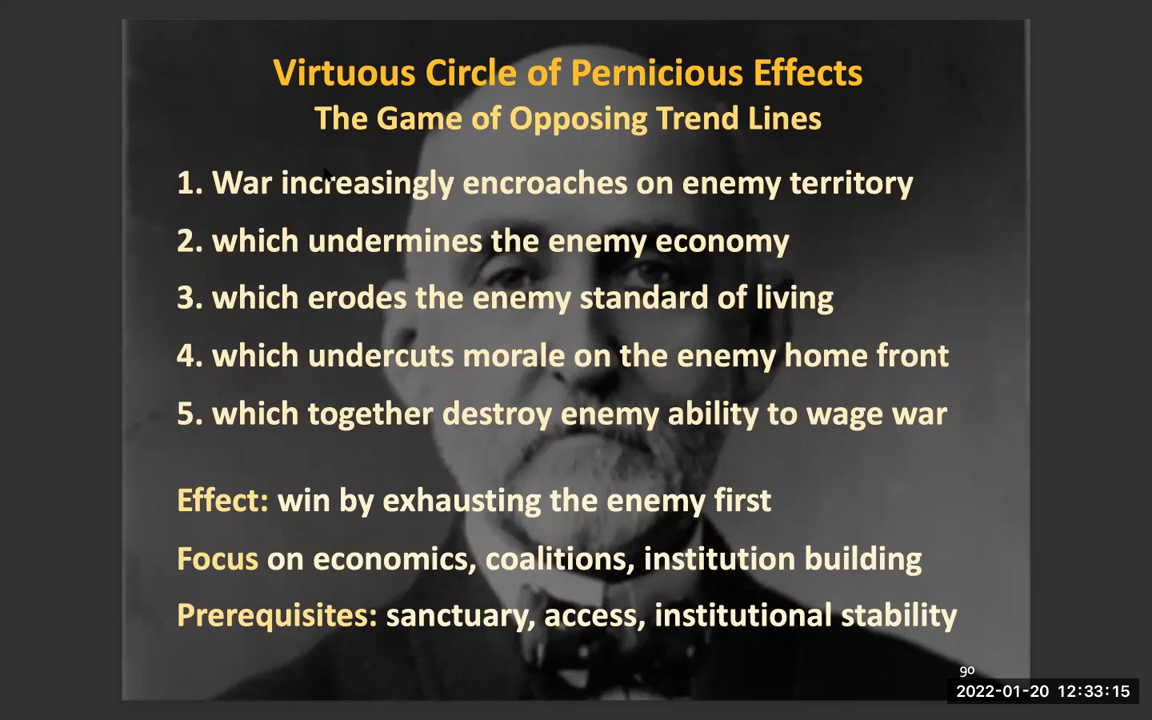 Virtuous Circle of Pernicious Effects
The Game of Opposing Trend Lines
1. War increasingly encroaches on enemy territory
2. which undermines the enemy economy
3. which erodes the enemy standard of living
4. which undercuts morale on the enemy home front
5. which together destroy enemy ability to wage war
Effect: win by exhausting the enemy first
Focus on economics, coalitions, institution building
Prerequisites: sanctuary, access, institutional stability
90
2022-01-20 12:33:15